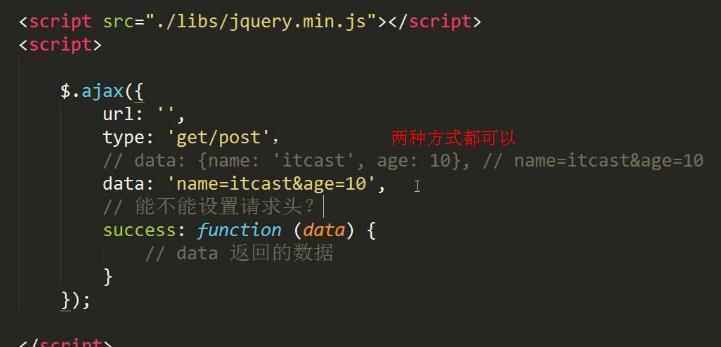 <script src="./libs/jquery.min.js"></script>
<script>
$.ajax({
url: '',
type: 'get/post', 两种方式都可以
// data: {name: 'itcast', age: 10}, // name=itcast&age=10
data: 'name=itcast&age=10',
// 能不能设置请求头?
success: function (data) {
// data 返回的数据
}
});
</script>